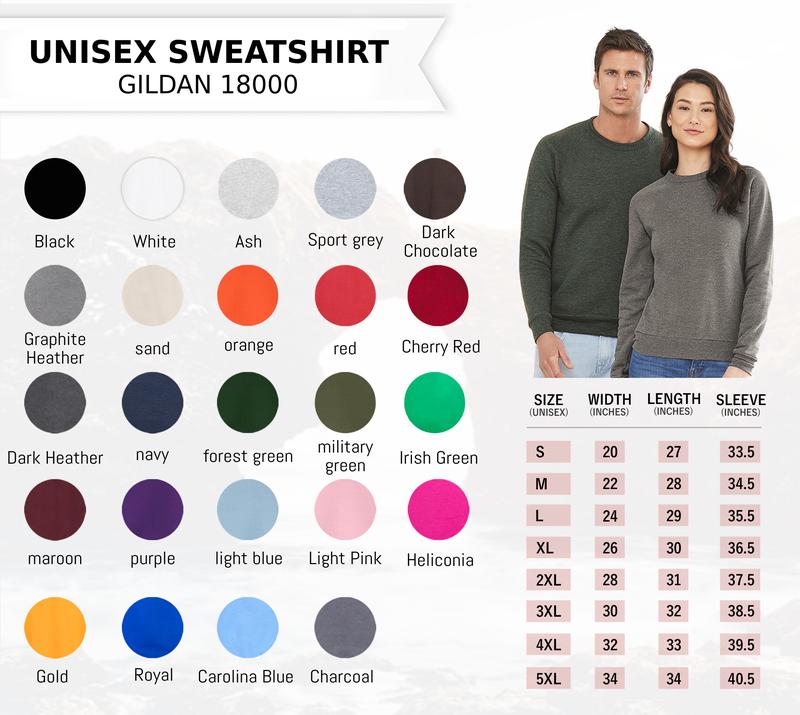 UNISEX SWEATSHIRT
GILDAN 18000
Black
White
Ash
Sport grey
Dark
Chocolate
Graphite
Heather
sand
orange
red
Cherry Red
Dark Heather
navy
forest green
military
green
Irish Green
maroon
purple
light blue
Light Pink
Heliconia
Gold
Royal
Carolina Blue
Charcoal
SIZE WIDTH LENGTH SLEEVE
(UNISEX) (INCHES) (INCHES) (INCHES)
S 20 27 33.5
M 22 28 34.5
L 24 29 35.5
XL 26 30 36.5
2XL 28 31 37.5
3XL 30 32 38.5
4XL 32 33 39.5
5XL 34 34 40.5